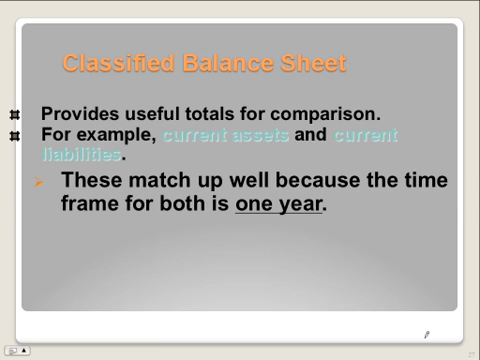 Classified Balance Sheet
Provides useful totals for comparison.
For example, current assets and current
liabilities.
These match up well because the time
frame for both is one year.
27